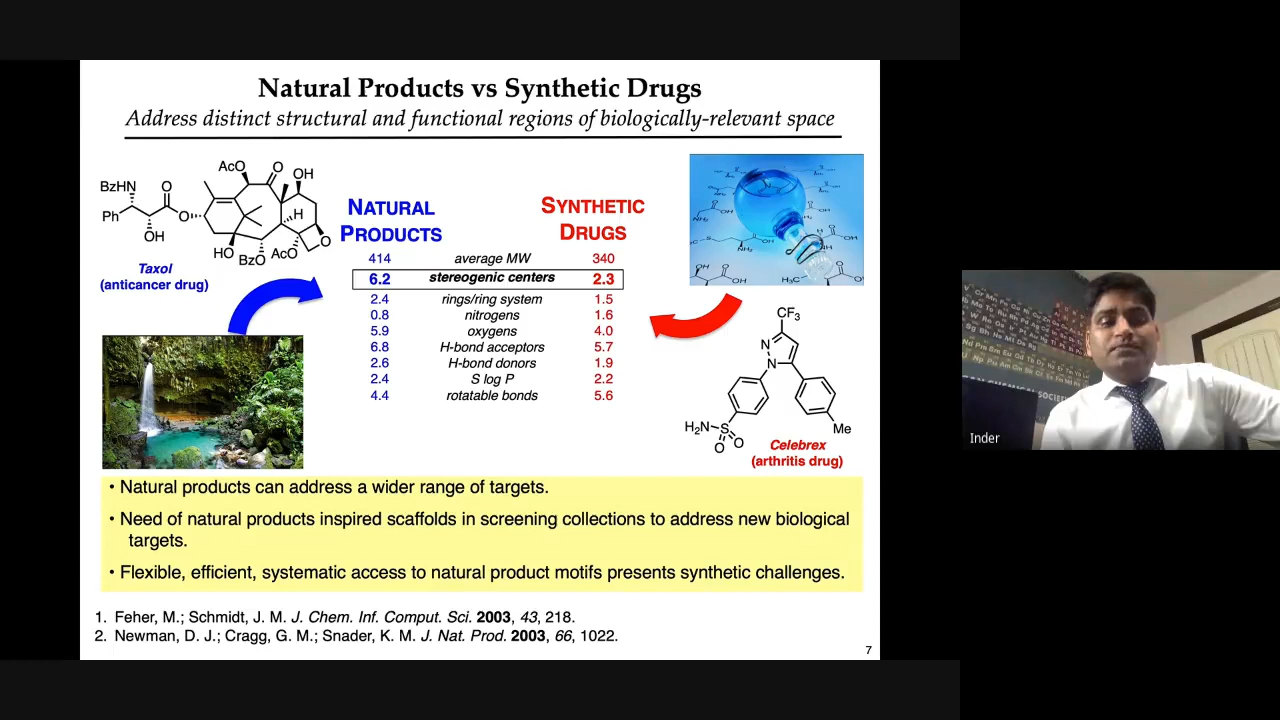 Natural Products vs Synthetic Drugs
Address distinct structural and functional regions of biologically-relevant space
AcO
O
OH
BzHN
O
Ph
O
OH
H
O
HO
BzO
AcO
Taxol
(anticancer drug)
NATURAL
PRODUCTS
SYNTHETIC
DRUGS
414 average MW 340
6.2 stereogenic centers 2.3
2.4 rings/ring system 1.5
0.8 nitrogens 1.6
5.9 oxygens 4.0
6.8 H-bond acceptors 5.7
2.6 H-bond donors 1.9
2.4 S log P 2.2
4.4 rotatable bonds 5.6
CF3
N
N
H2N
S
O
O
Me
Celebrex
(arthritis drug)
• Natural products can address a wider range of targets.
• Need of natural products inspired scaffolds in screening collections to address new biological
targets.
• Flexible, efficient, systematic access to natural product motifs presents synthetic challenges.
1. Feher, M.; Schmidt, J. M. J. Chem. Inf. Comput. Sci. 2003, 43, 218.
2. Newman, D. J.; Cragg, G. M.; Snader, K. M. J. Nat. Prod. 2003, 66, 1022.
7
Inder